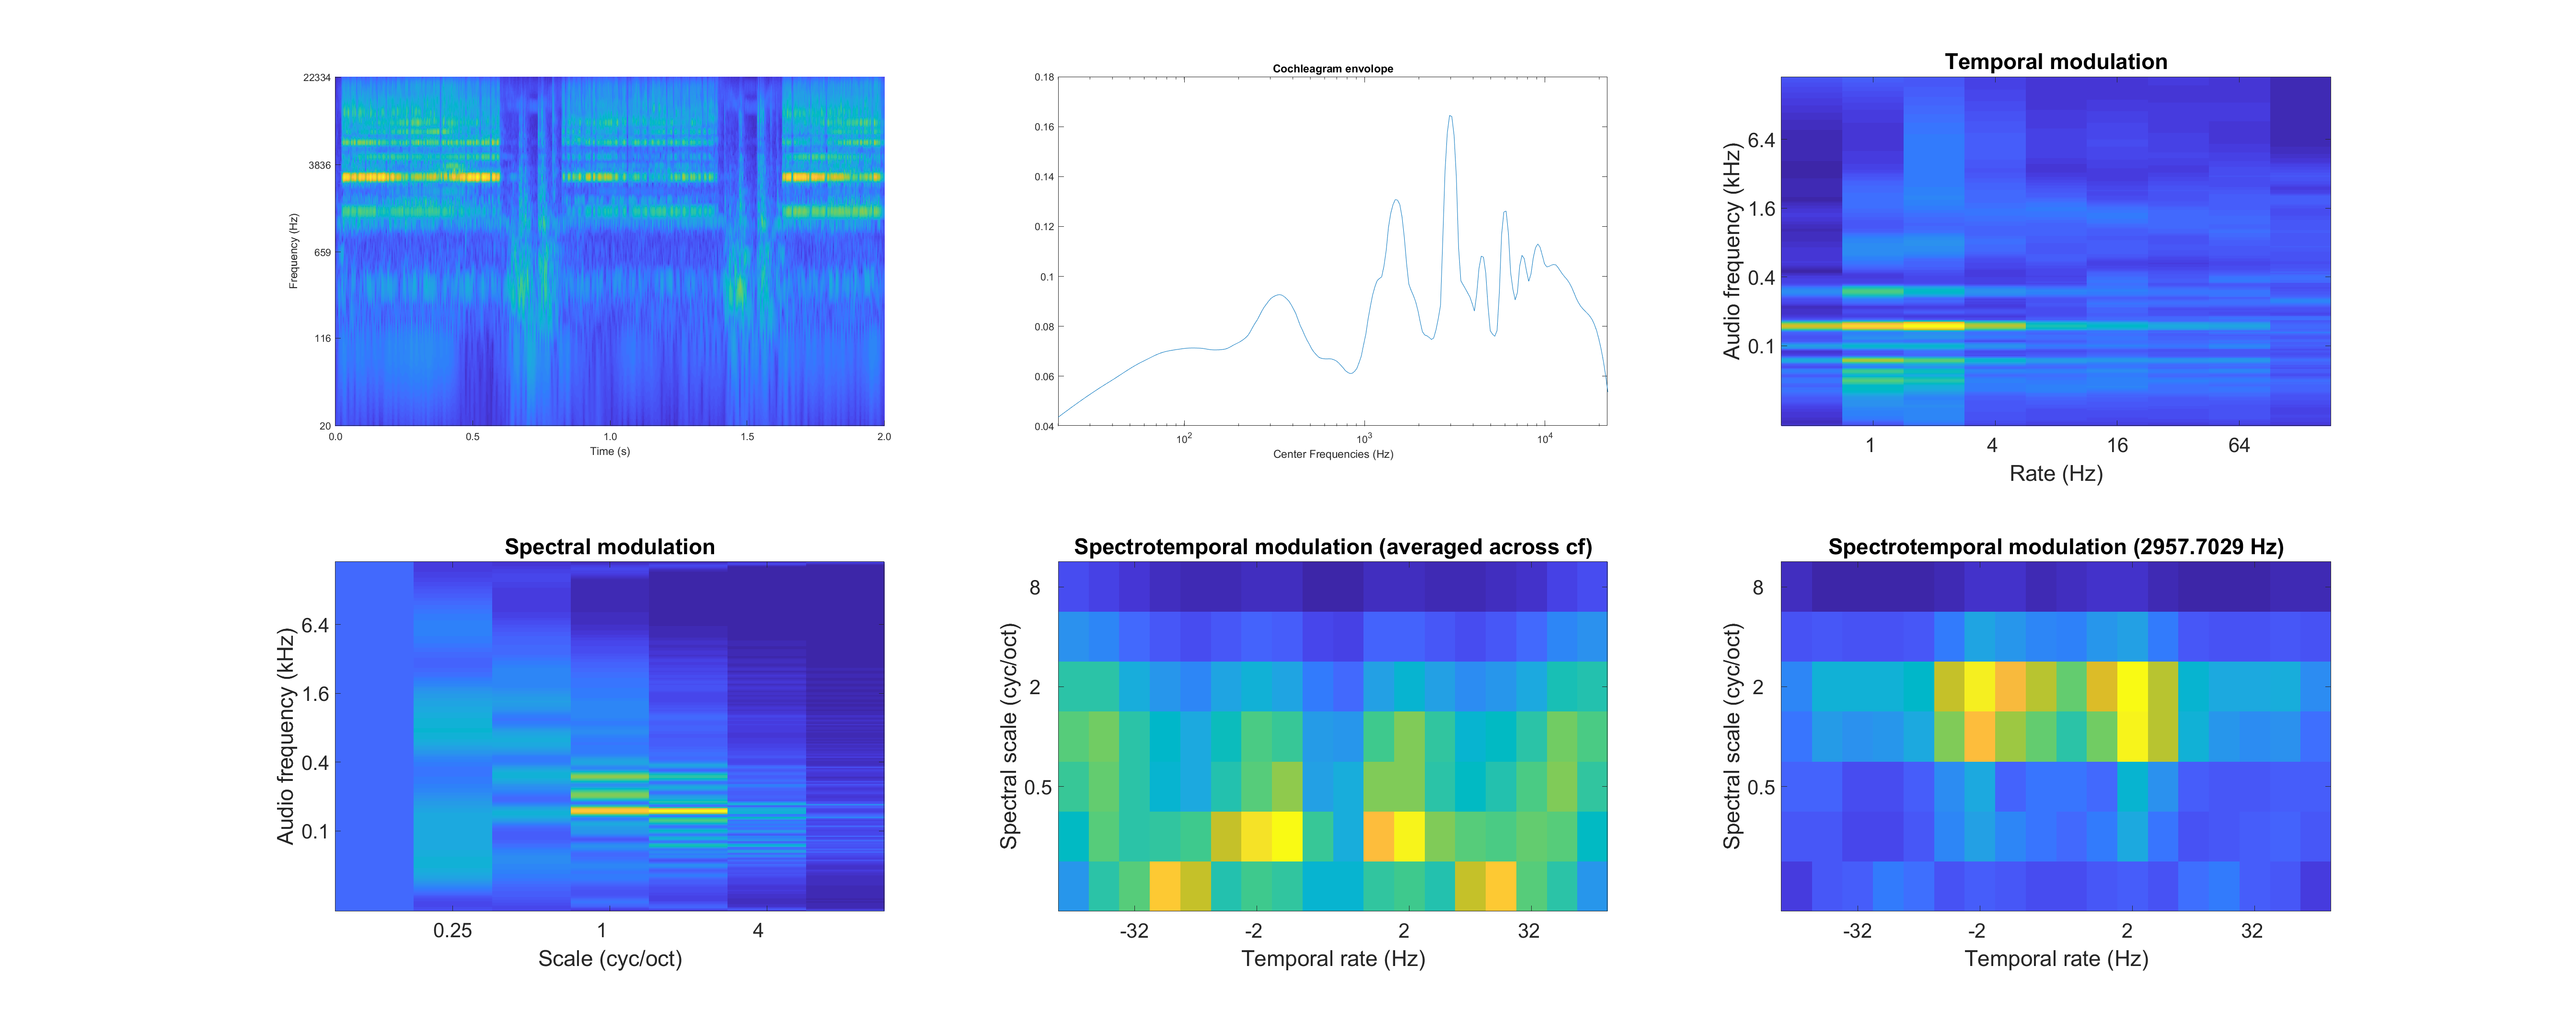 22334
3836
659
116
20
0.0 0.5 1.0 1.5 2.0
Frequency (Hz)
Time (s)
Cochleagram envolope
0.18
0.16
0.14
0.12
0.1
0.08
0.06
0.04
10^2 10^3 10^4
Center Frequencies (Hz)
Temporal modulation
6.4
1.6
0.4
0.1
Audio frequency (kHz)
1 4 16 64
Rate (Hz)
Spectral modulation
6.4
1.6
0.4
0.1
Audio frequency (kHz)
0.25 1 4
Scale (cyc/oct)
Spectrotemporal modulation (averaged across cf)
8
2
0.5
Spectral scale (cyc/oct)
-32 -2 2 32
Temporal rate (Hz)
Spectrotemporal modulation (2957.7029 Hz)
8
2
0.5
Spectral scale (cyc/oct)
-32 -2 2 32
Temporal rate (Hz)